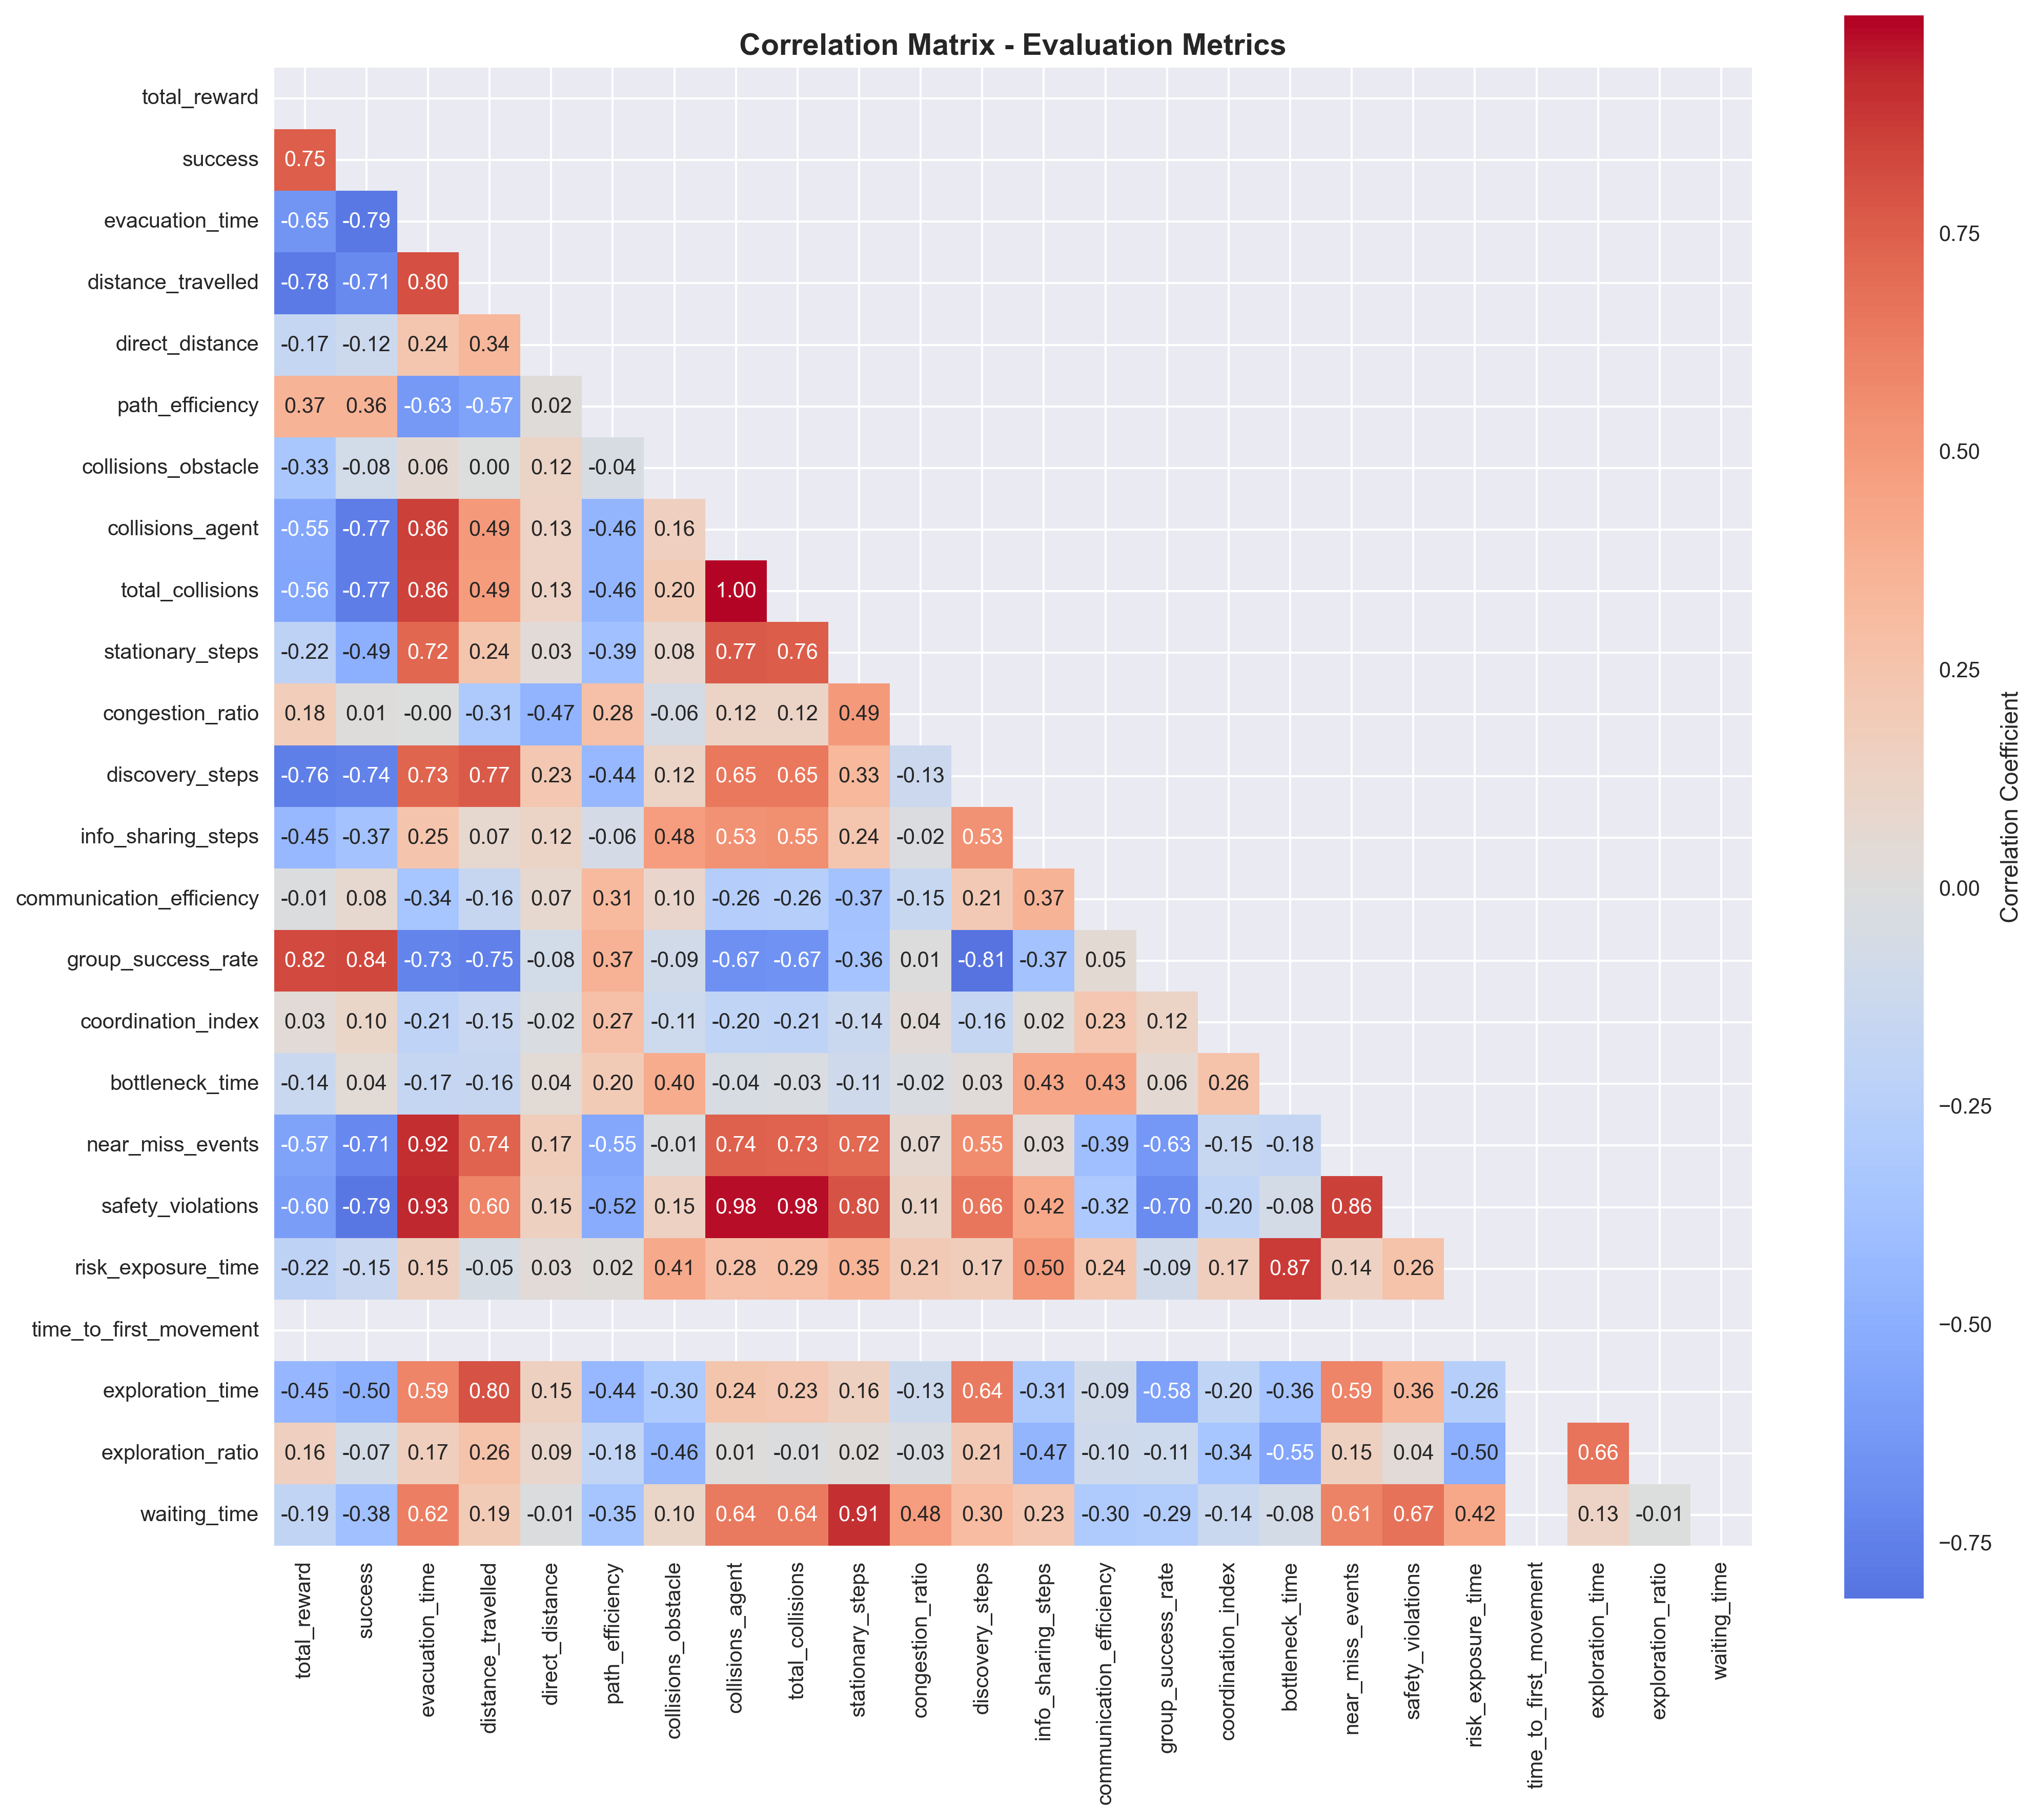 Correlation Matrix - Evaluation Metrics
total_reward
success 0.75
evacuation_time -0.65 -0.79
distance_travelled -0.78 -0.71 0.80
direct_distance -0.17 -0.12 0.24 0.34
path_efficiency 0.37 0.36 -0.63 -0.57 0.02
collisions_obstacle -0.33 -0.08 0.06 0.00 0.12 -0.04
collisions_agent -0.55 -0.77 0.86 0.49 0.13 -0.46 0.16
total_collisions -0.56 -0.77 0.86 0.49 0.13 -0.46 0.20 1.00
stationary_steps -0.22 -0.49 0.72 0.24 0.03 -0.39 0.08 0.77 0.76
congestion_ratio 0.18 0.01 -0.00 -0.31 -0.47 0.28 -0.06 0.12 0.12 0.49
discovery_steps -0.76 -0.74 0.73 0.77 0.23 -0.44 0.12 0.65 0.65 0.33 -0.13
info_sharing_steps -0.45 -0.37 0.25 0.07 0.12 -0.06 0.48 0.53 0.55 0.24 -0.02 0.53
communication_efficiency -0.01 0.08 -0.34 -0.16 0.07 0.31 0.10 -0.26 -0.26 -0.37 -0.15 0.21 0.37
group_success_rate 0.82 0.84 -0.73 -0.75 -0.08 0.37 -0.09 -0.67 -0.67 -0.36 0.01 -0.81 -0.37 0.05
coordination_index 0.03 0.10 -0.21 -0.15 -0.02 0.27 -0.11 -0.20 -0.21 -0.14 0.04 -0.16 0.02 0.23 0.12
bottleneck_time -0.14 0.04 -0.17 -0.16 0.04 0.20 0.40 -0.04 -0.03 -0.11 -0.02 0.03 0.43 0.43 0.06 0.26
near_miss_events -0.57 -0.71 0.92 0.74 0.17 -0.55 -0.01 0.74 0.73 0.72 0.07 0.55 0.03 -0.39 -0.63 -0.15 -0.18
safety_violations -0.60 -0.79 0.93 0.60 0.15 -0.52 0.15 0.98 0.98 0.80 0.11 0.66 0.42 -0.32 -0.70 -0.20 -0.08 0.86
risk_exposure_time -0.22 -0.15 0.15 -0.05 0.03 0.02 0.41 0.28 0.29 0.35 0.21 0.17 0.50 0.24 -0.09 0.17 0.87 0.14 0.26
time_to_first_movement
exploration_time -0.45 -0.50 0.59 0.80 0.15 -0.44 -0.30 0.24 0.23 0.16 -0.13 0.64 -0.31 -0.09 -0.58 -0.20 -0.36 0.59 0.36 -0.26
exploration_ratio 0.16 -0.07 0.17 0.26 0.09 -0.18 -0.46 0.01 -0.01 0.02 -0.03 0.21 -0.47 -0.10 -0.11 -0.34 -0.55 0.15 0.04 -0.50 0.66
waiting_time -0.19 -0.38 0.62 0.19 -0.01 -0.35 0.10 0.64 0.64 0.91 0.48 0.30 0.23 -0.30 -0.29 -0.14 -0.08 0.61 0.67 0.42 0.13 -0.01
total_reward
success
evacuation_time
distance_travelled
direct_distance
path_efficiency
collisions_obstacle
collisions_agent
total_collisions
stationary_steps
congestion_ratio
discovery_steps
info_sharing_steps
communication_efficiency
group_success_rate
coordination_index
bottleneck_time
near_miss_events
safety_violations
risk_exposure_time
time_to_first_movement
exploration_time
exploration_ratio
waiting_time
0.75
0.50
0.25
0.00
−0.25
−0.50
−0.75
Correlation Coefficient